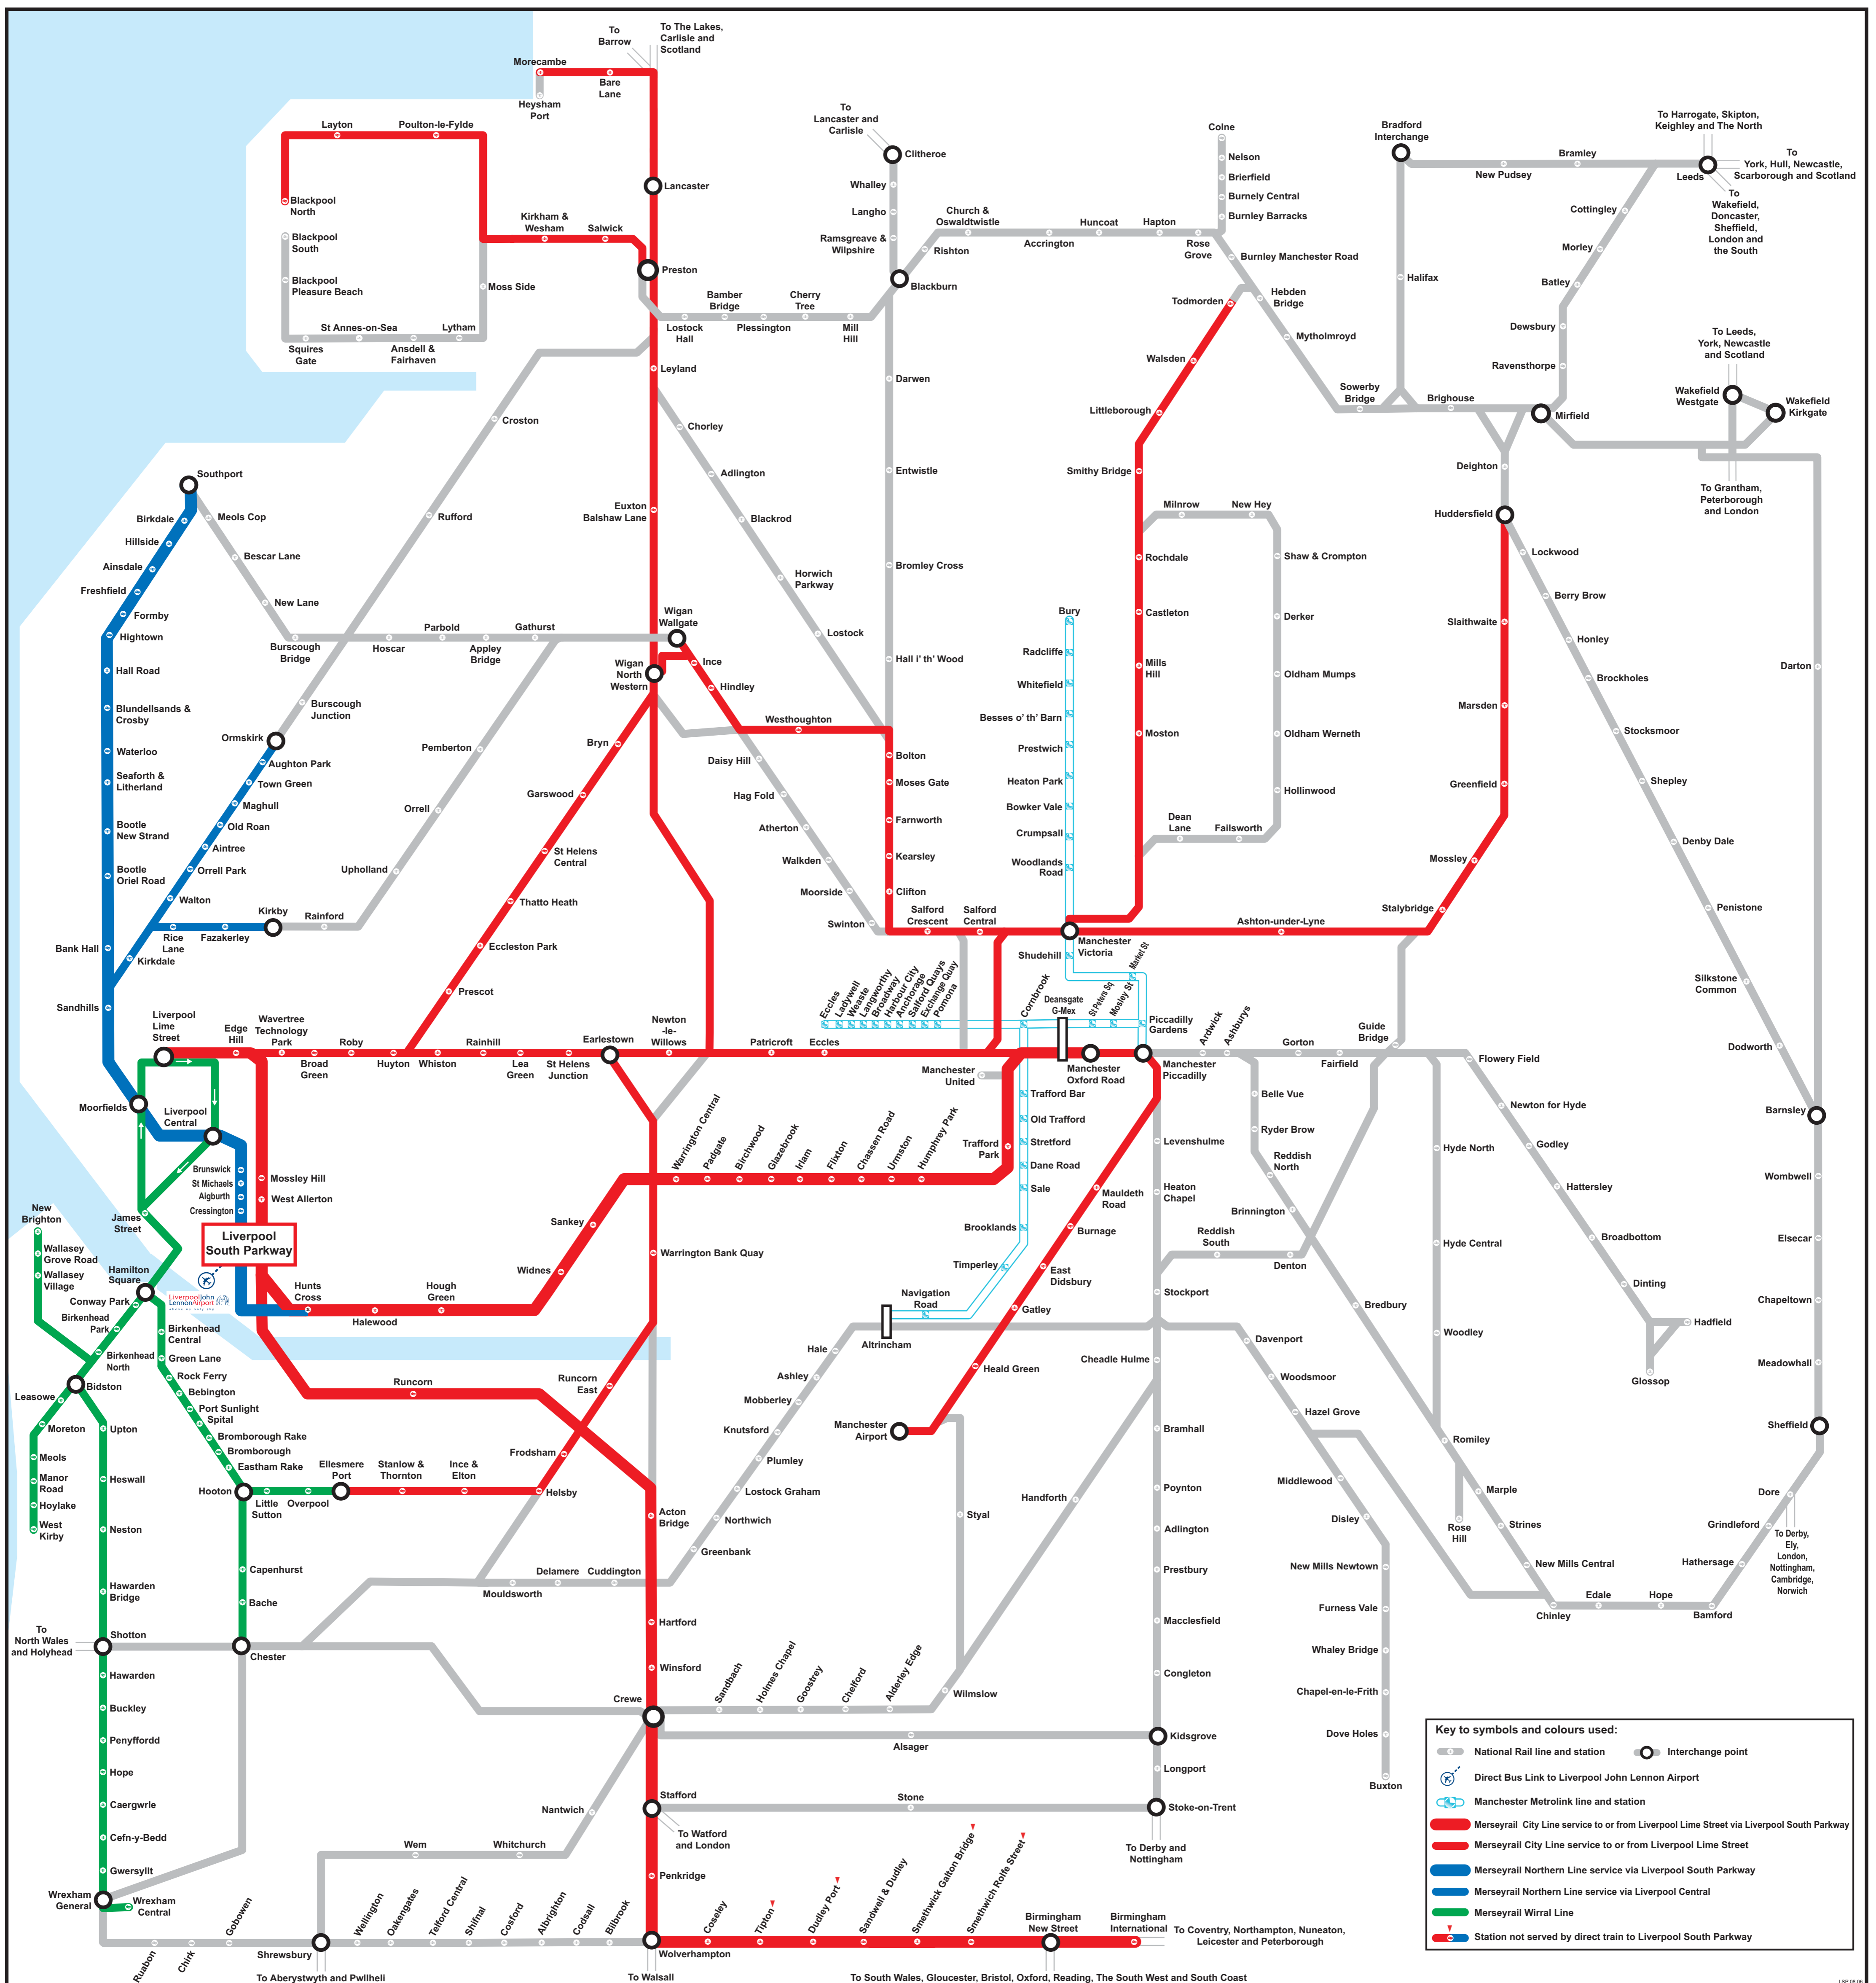 To
Barrow
To The Lakes,
Carlisle and
Scotland
Morecambe
Bare
Lane
Heysham
Port
Layton
Poulton-le-Fylde
Blackpool
North
Blackpool
South
Blackpool
Pleasure Beach
Squires
Gate
St Annes-on-Sea
Ansdell &
Fairhaven
Lytham
Moss Side
Kirkham &
Wesham
Salwick
Lancaster
Preston
To
Lancaster and
Carlisle
Clitheroe
Whalley
Langho
Ramsgreave &
Wilpshire
Church &
Oswaldtwistle
Rishton
Accrington
Huncoat
Hapton
Rose
Grove
Colne
Nelson
Brierfield
Burnely Central
Burnley Barracks
Burnley Manchester Road
Blackburn
Lostock
Hall
Bamber
Bridge
Plessington
Cherry
Tree
Mill
Hill
Bradford
Interchange
New Pudsey
Bramley
Leeds
To Harrogate, Skipton,
Keighley and The North
To
York, Hull, Newcastle,
Scarborough and Scotland
To
Wakefield,
Doncaster,
Sheffield,
London and
the South
Cottingley
Morley
Batley
Dewsbury
Ravensthorpe
Halifax
Todmorden
Hebden
Bridge
Mytholmroyd
Sowerby
Bridge
Brighouse
Mirfield
To Leeds,
York, Newcastle
and Scotland
Wakefield
Westgate
Wakefield
Kirkgate
To Grantham,
Peterborough
and London
Walsden
Littleborough
Smithy Bridge
Milnrow
New Hey
Shaw & Crompton
Derker
Oldham Mumps
Oldham Werneth
Hollinwood
Failsworth
Dean
Lane
Rochdale
Castleton
Mills
Hill
Moston
Deighton
Huddersfield
Lockwood
Berry Brow
Honley
Brockholes
Stocksmoor
Shepley
Denby Dale
Penistone
Silkstone
Common
Dodworth
Darton
Barnsley
Wombwell
Elsecar
Chapeltown
Meadowhall
Sheffield
Slaithwaite
Marsden
Greenfield
Mossley
Stalybridge
Ashton-under-Lyne
Leyland
Croston
Rufford
Chorley
Adlington
Blackrod
Horwich
Parkway
Lostock
Euxton
Balshaw Lane
Darwen
Entwistle
Bromley Cross
Hall i' th' Wood
Southport
Birkdale
Hillside
Ainsdale
Freshfield
Formby
Hightown
Hall Road
Blundellsands &
Crosby
Waterloo
Seaforth &
Litherland
Bootle
New Strand
Bootle
Oriel Road
Bank Hall
Sandhills
Meols Cop
Bescar Lane
New Lane
Burscough
Bridge
Hoscar
Parbold
Appley
Bridge
Gathurst
Wigan
Wallgate
Wigan
North
Western
Ince
Hindley
Westhoughton
Burscough
Junction
Ormskirk
Aughton Park
Town Green
Maghull
Old Roan
Aintree
Orrell Park
Walton
Rice
Lane
Fazakerley
Kirkby
Rainford
Kirkdale
Upholland
Orrell
Pemberton
Bryn
Garswood
St Helens
Central
Thatto Heath
Eccleston Park
Prescot
Daisy Hill
Hag Fold
Atherton
Walkden
Moorside
Swinton
Bolton
Moses Gate
Farnworth
Kearsley
Clifton
Salford
Crescent
Salford
Central
Manchester
Victoria
Bury
Radcliffe
Whitefield
Besses o' th' Barn
Prestwich
Heaton Park
Bowker Vale
Crumpsall
Woodlands
Road
Shudehill
Market St
Eccles
Ladywell
Weaste
Langworthy
Broadway
Harbour City
Anchorage
Salford Quays
Exchange Quay
Pomona
Cornbrook
Deansgate
G-Mex
St Peters Sq
Mosley St
Piccadilly
Gardens
Liverpool
Lime
Street
Edge
Hill
Wavertree
Technology
Park
Broad
Green
Roby
Huyton
Whiston
Rainhill
Lea
Green
St Helens
Junction
Earlestown
Newton
-le-
Willows
Patricroft
Eccles
Manchester
United
Manchester
Oxford Road
Manchester
Piccadilly
Ardwick
Ashburys
Gorton
Fairfield
Guide
Bridge
Flowery Field
Newton for Hyde
Godley
Hattersley
Broadbottom
Dinting
Hadfield
Glossop
Belle Vue
Ryder Brow
Reddish
North
Brinnington
Reddish
South
Denton
Bredbury
Hyde North
Hyde Central
Woodley
Romiley
Rose
Hill
Marple
Strines
New Mills Central
Chinley
Edale
Hope
Bamford
Hathersage
Grindleford
Dore
To Derby,
Ely,
London,
Nottingham,
Cambridge,
Norwich
Moorfields
Liverpool
Central
Brunswick
St Michaels
Aigburth
Cressington
Mossley Hill
West Allerton
Liverpool
South Parkway
LiverpoolJohn
LennonAirport
James
Street
Hamilton
Square
Conway Park
Birkenhead
Park
Birkenhead
North
Birkenhead
Central
Green Lane
Rock Ferry
Bebington
Port Sunlight
Spital
Bromborough Rake
Bromborough
Eastham Rake
Hooton
Little
Sutton
Overpool
Ellesmere
Port
Stanlow &
Thornton
Ince &
Elton
Helsby
New
Brighton
Wallasey
Grove Road
Wallasey
Village
Bidston
Leasowe
Moreton
Meols
Manor
Road
Hoylake
West
Kirby
Upton
Heswall
Neston
Hawarden
Bridge
Shotton
To
North Wales
and Holyhead
Hawarden
Buckley
Penyffordd
Hope
Caergwrle
Cefn-y-Bedd
Gwersyllt
Wrexham
General
Wrexham
Central
Capenhurst
Bache
Chester
Hunts
Cross
Halewood
Hough
Green
Widnes
Sankey
Warrington Central
Padgate
Birchwood
Glazebrook
Irlam
Flixton
Chassen Road
Urmston
Humphrey Park
Trafford
Park
Trafford Bar
Old Trafford
Stretford
Dane Road
Sale
Brooklands
Timperley
Navigation
Road
Altrincham
Warrington Bank Quay
Runcorn
Runcorn
East
Frodsham
Hale
Ashley
Mobberley
Knutsford
Plumley
Lostock Graham
Northwich
Greenbank
Cuddington
Delamere
Mouldsworth
Acton
Bridge
Hartford
Winsford
Crewe
Levenshulme
Heaton
Chapel
Stockport
Mauldeth
Road
Burnage
East
Didsbury
Gatley
Heald Green
Manchester
Airport
Styal
Cheadle Hulme
Bramhall
Poynton
Adlington
Prestbury
Macclesfield
Congleton
Kidsgrove
Longport
Stoke-on-Trent
To Derby and
Nottingham
Handforth
Wilmslow
Alderley Edge
Chelford
Goostrey
Holmes Chapel
Sandbach
Alsager
Davenport
Woodsmoor
Hazel Grove
Middlewood
Disley
New Mills Newtown
Furness Vale
Whaley Bridge
Chapel-en-le-Frith
Dove Holes
Buxton
Stafford
Stone
To Watford
and London
Nantwich
Whitchurch
Wem
Penkridge
Wolverhampton
To Walsall
Ruabon
Chirk
Gobowen
Shrewsbury
To Aberystwyth and Pwllheli
Wellington
Oakengates
Telford Central
Shifnal
Cosford
Albrighton
Codsall
Bilbrook
Coseley
Tipton
Dudley Port
Sandwell & Dudley
Smethwick Galton Bridge
Smethwich Rolfe Street
Birmingham
New Street
Birmingham
International
To Coventry, Northampton, Nuneaton,
Leicester and Peterborough
To South Wales, Gloucester, Bristol, Oxford, Reading, The South West and South Coast
Key to symbols and colours used:
National Rail line and station
Interchange point
Direct Bus Link to Liverpool John Lennon Airport
Manchester Metrolink line and station
Merseyrail City Line service to or from Liverpool Lime Street via Liverpool South Parkway
Merseyrail City Line service to or from Liverpool Lime Street
Merseyrail Northern Line service via Liverpool South Parkway
Merseyrail Northern Line service via Liverpool Central
Merseyrail Wirral Line
Station not served by direct train to Liverpool South Parkway